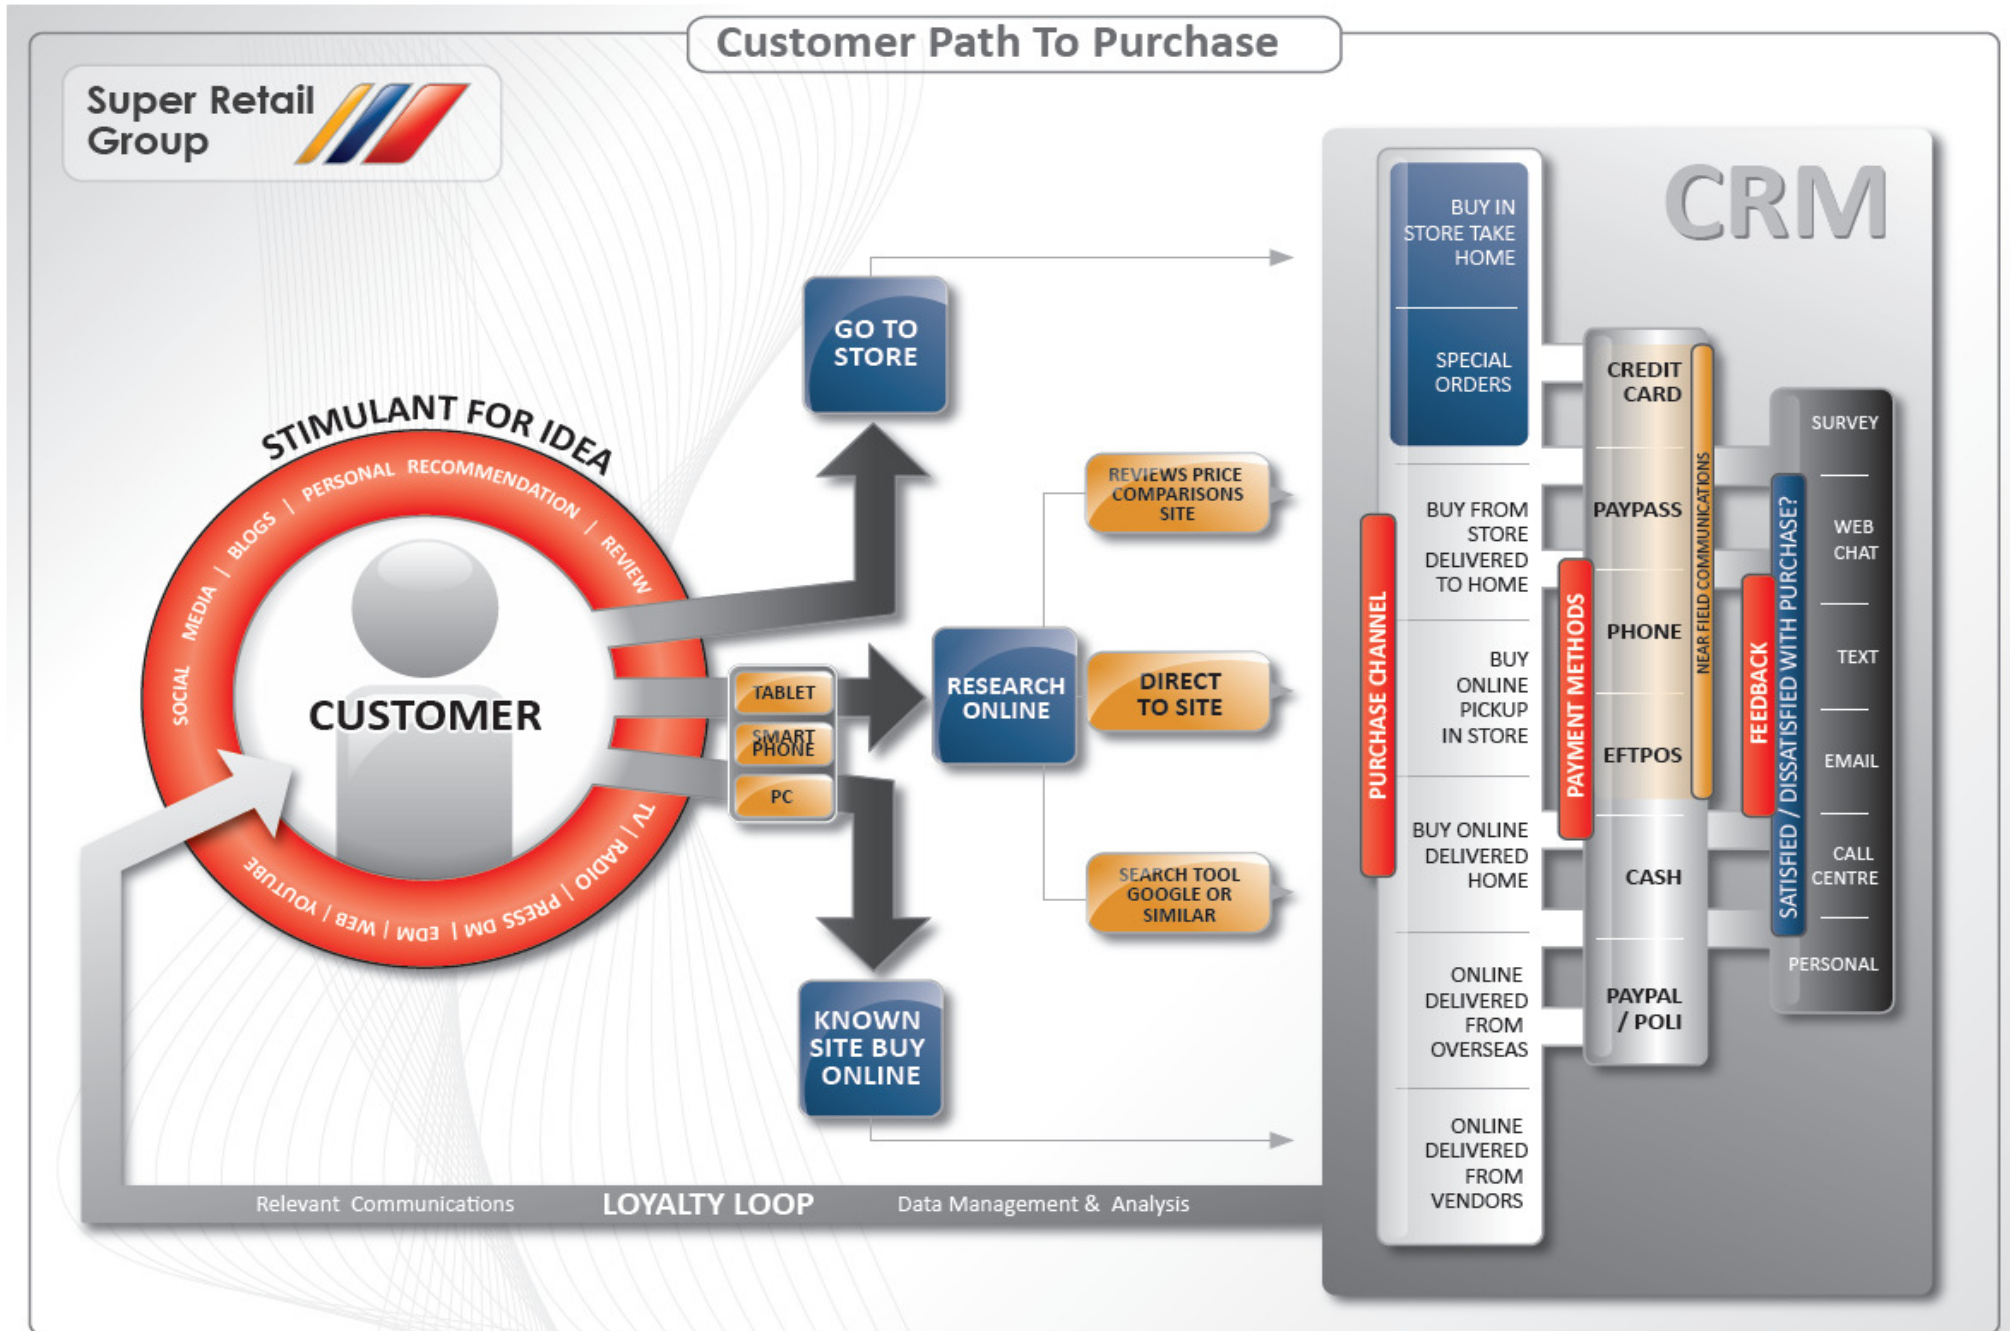 Customer Path To Purchase
Super Retail
Group
STIMULANT FOR IDEA
SOCIAL MEDIA | BLOGS | PERSONAL RECOMMENDATION | REVIEW
TV | RADIO | PRESS DM | EDM | WEB | YOUTUBE
CUSTOMER
TABLET
SMART
PHONE
PC
GO TO
STORE
RESEARCH
ONLINE
KNOWN
SITE BUY
ONLINE
REVIEWS PRICE
COMPARISONS
SITE
DIRECT
TO SITE
SEARCH TOOL
GOOGLE OR
SIMILAR
CRM
PURCHASE CHANNEL
BUY IN
STORE TAKE
HOME
SPECIAL
ORDERS
BUY FROM
STORE
DELIVERED
TO HOME
BUY
ONLINE
PICKUP
IN STORE
BUY ONLINE
DELIVERED
HOME
ONLINE
DELIVERED
FROM
OVERSEAS
ONLINE
DELIVERED
FROM
VENDORS
PAYMENT METHODS
CREDIT
CARD
PAYPASS
PHONE
EFTPOS
CASH
PAYPAL
/ POLI
NEAR FIELD COMMUNICATIONS
FEEDBACK
SATISFIED / DISSATISFIED WITH PURCHASE?
SURVEY
WEB
CHAT
TEXT
EMAIL
CALL
CENTRE
PERSONAL
Relevant Communications
LOYALTY LOOP
Data Management & Analysis